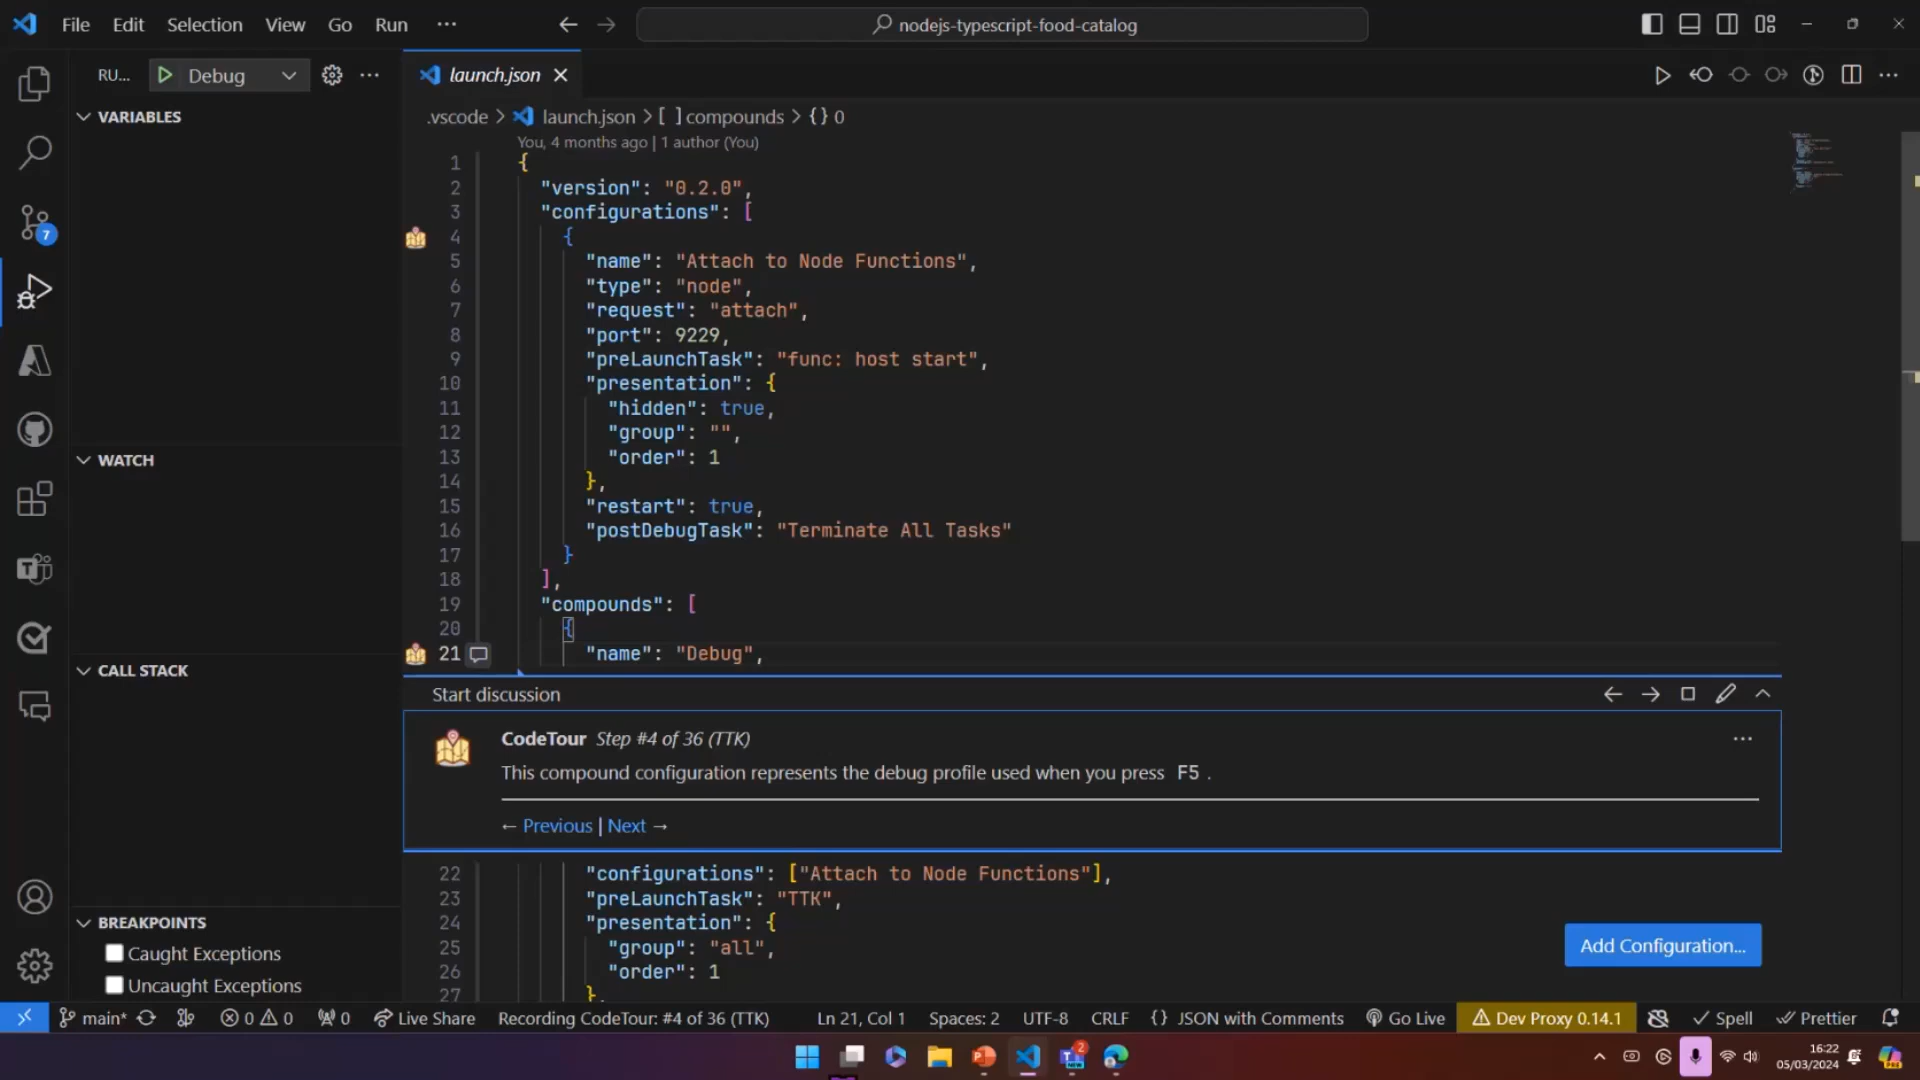 File Edit Selection View Go Run ···
nodejs-typescript-food-catalog
RU... Debug
launch.json
VARIABLES
WATCH
CALL STACK
BREAKPOINTS
Caught Exceptions
Uncaught Exceptions
7
.vscode > launch.json > [ ] compounds > {} 0
You, 4 months ago | 1 author (You)
1 {
2 "version": "0.2.0",
3 "configurations": [
4 {
5 "name": "Attach to Node Functions",
6 "type": "node",
7 "request": "attach",
8 "port": 9229,
9 "preLaunchTask": "func: host start",
10 "presentation": {
11 "hidden": true,
12 "group": "",
13 "order": 1
14 },
15 "restart": true,
16 "postDebugTask": "Terminate All Tasks"
17 }
18 ],
19 "compounds": [
20 {
21 "name": "Debug",
Start discussion
CodeTour Step #4 of 36 (TTK)
This compound configuration represents the debug profile used when you press F5 .
← Previous | Next →
22 "configurations": ["Attach to Node Functions"],
23 "preLaunchTask": "TTK",
24 "presentation": {
25 "group": "all",
26 "order": 1
27 },
Add Configuration...
main* 0 0 0 Live Share Recording CodeTour: #4 of 36 (TTK) Ln 21, Col 1 Spaces: 2 UTF-8 CRLF {} JSON with Comments Go Live Dev Proxy 0.14.1 Spell Prettier
2
16:22
05/03/2024